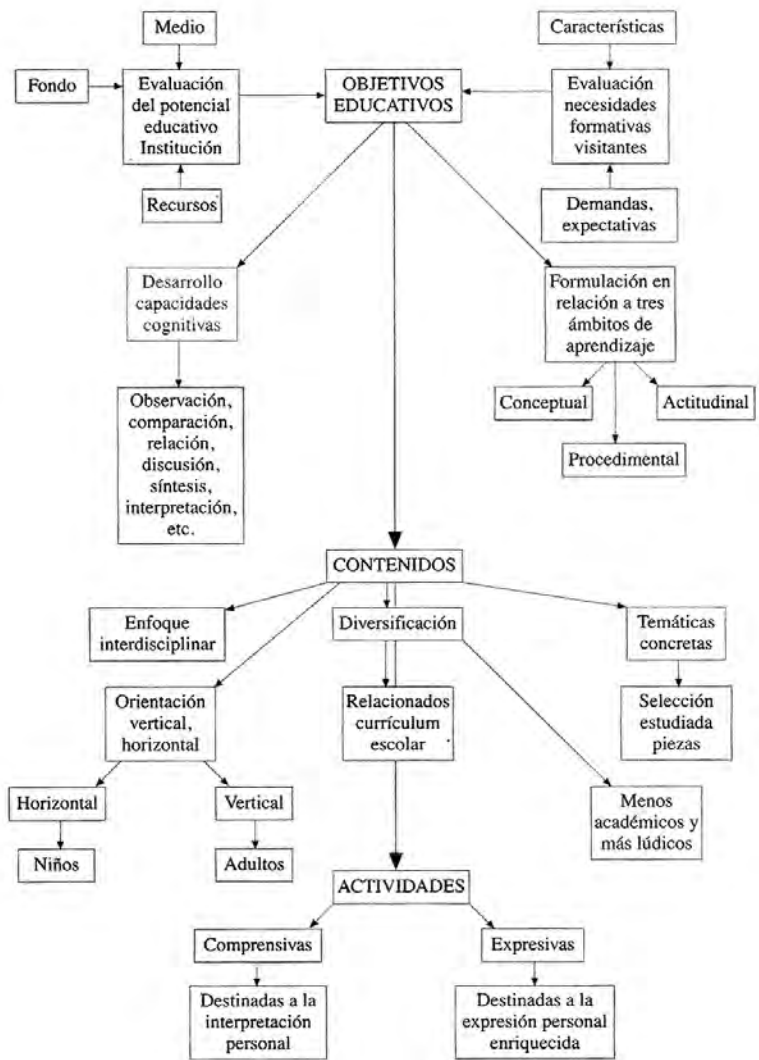 Medio
Características
Fondo
Evaluación
del potencial
educativo
Institución
OBJETIVOS
EDUCATIVOS
Evaluación
necesidades
formativas
visitantes
Recursos
Demandas,
expectativas
Desarrollo
capacidades
cognitivas
Formulación en
relación a tres
ámbitos de
aprendizaje
Observación,
comparación,
relación,
discusión,
síntesis,
interpretación,
etc.
Conceptual
Actitudinal
Procedimental
CONTENIDOS
Enfoque
interdisciplinar
Diversificación
Temáticas
concretas
Orientación
vertical,
horizontal
Relacionados
currículum
escolar
Selección
estudiada
piezas
Horizontal
Vertical
Menos
académicos y
más lúdicos
Niños
Adultos
ACTIVIDADES
Comprensivas
Expresivas
Destinadas a la
interpretación
personal
Destinadas a la
expresión personal
enriquecida